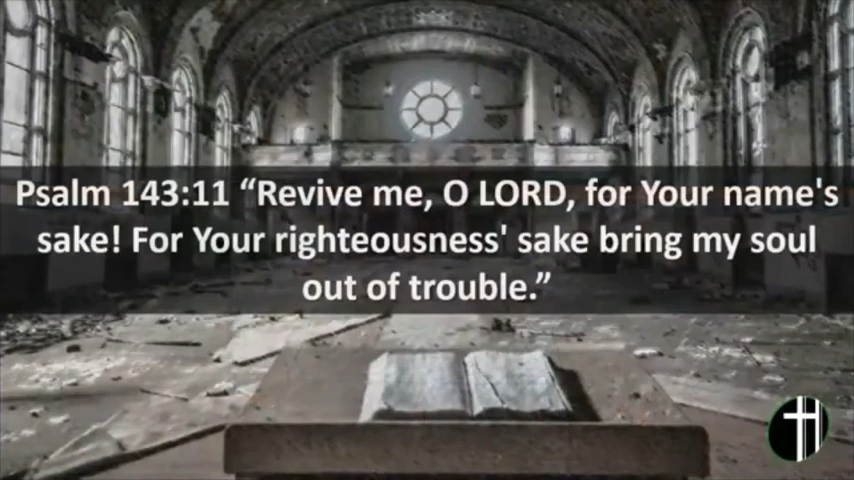 Psalm 143:11 “Revive me, O LORD, for Your name's
sake! For Your righteousness' sake bring my soul
out of trouble.”